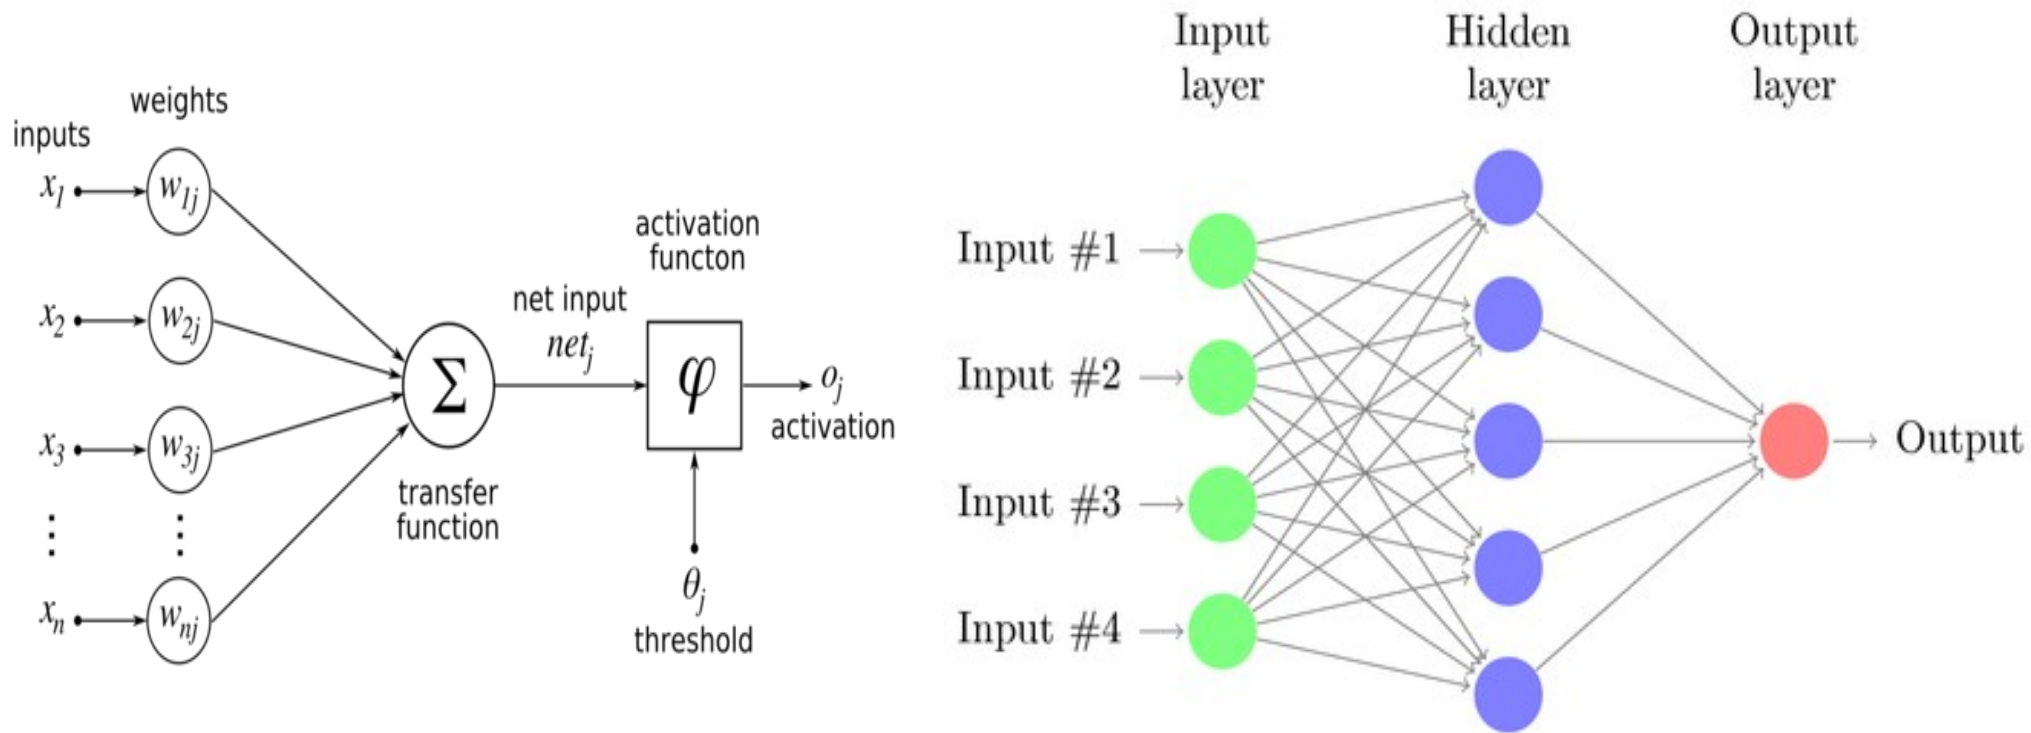 weights
inputs
x1
w1j
x2
w2j
x3
w3j
⋮ ⋮
xn
wnj
Σ
transfer
function
net input
netj
activation
functon
φ
oj
activation
θj
threshold
Input
layer
Hidden
layer
Output
layer
Input #1
Input #2
Input #3
Input #4
Output